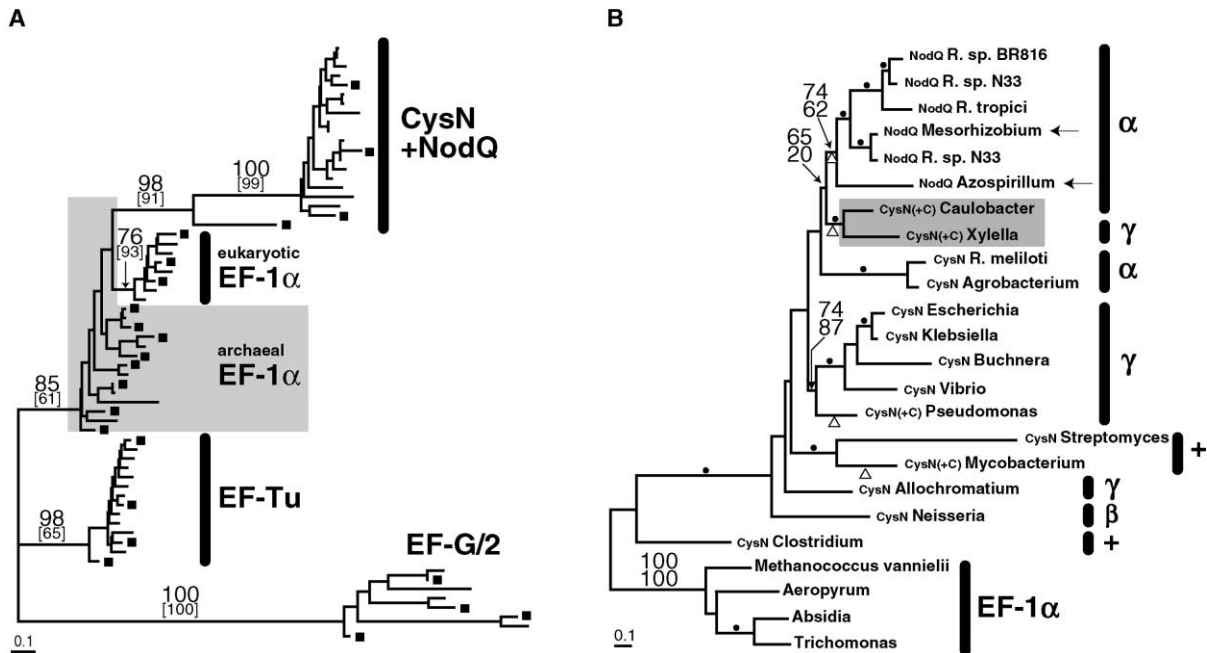 A
CysN
+NodQ
100
[99]
98
[91]
76
[93]
eukaryotic
EF-1α
archaeal
EF-1α
85
[61]
EF-Tu
98
[65]
EF-G/2
100
[100]
0.1
B
NodQ R. sp. BR816
NodQ R. sp. N33
NodQ R. tropici
NodQ Mesorhizobium
NodQ R. sp. N33
NodQ Azospirillum
CysN(+C) Caulobacter
CysN(+C) Xylella
CysN R. meliloti
CysN Agrobacterium
CysN Escherichia
CysN Klebsiella
CysN Buchnera
CysN Vibrio
CysN(+C) Pseudomonas
CysN Streptomyces
CysN(+C) Mycobacterium
CysN Allochromatium
CysN Neisseria
CysN Clostridium
Methanococcus vannielii
Aeropyrum
Absidia
Trichomonas
74
62
65
20
74
87
100
100
α
γ
α
γ
+
γ
β
+
EF-1α
0.1